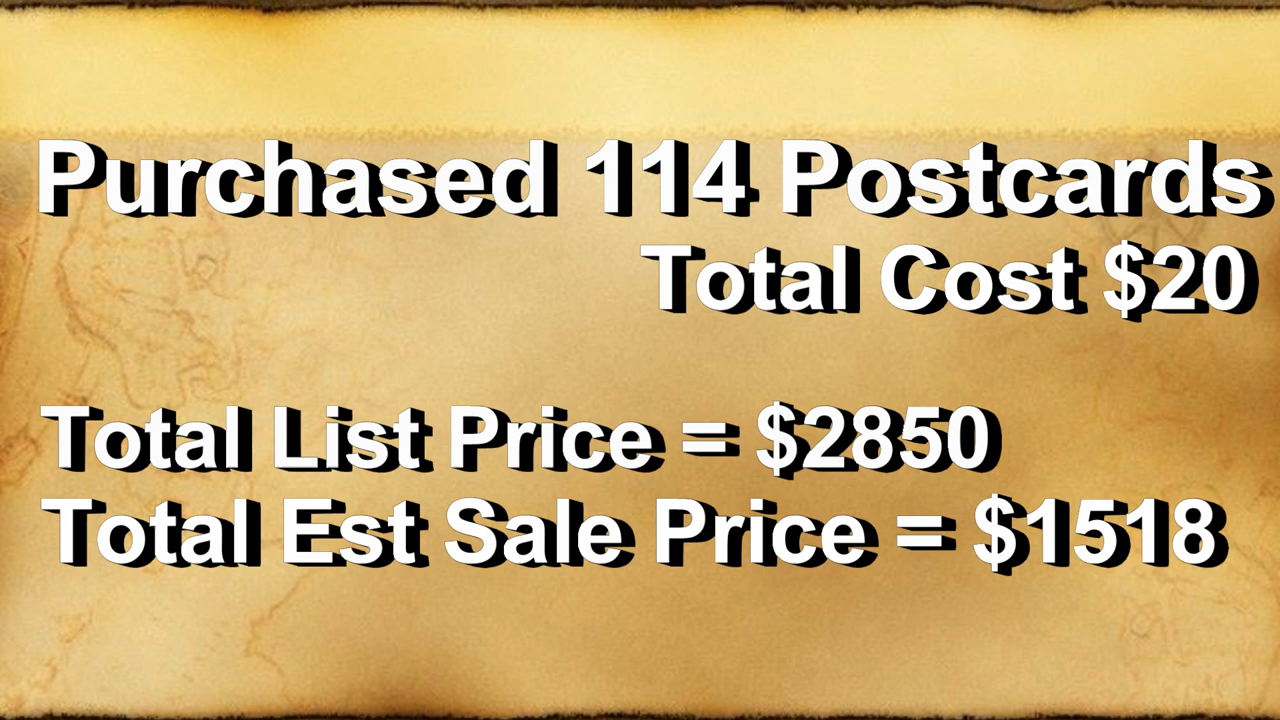 Purchased 114 Postcards
Total Cost $20
Total List Price = $2850
Total Est Sale Price = $1518